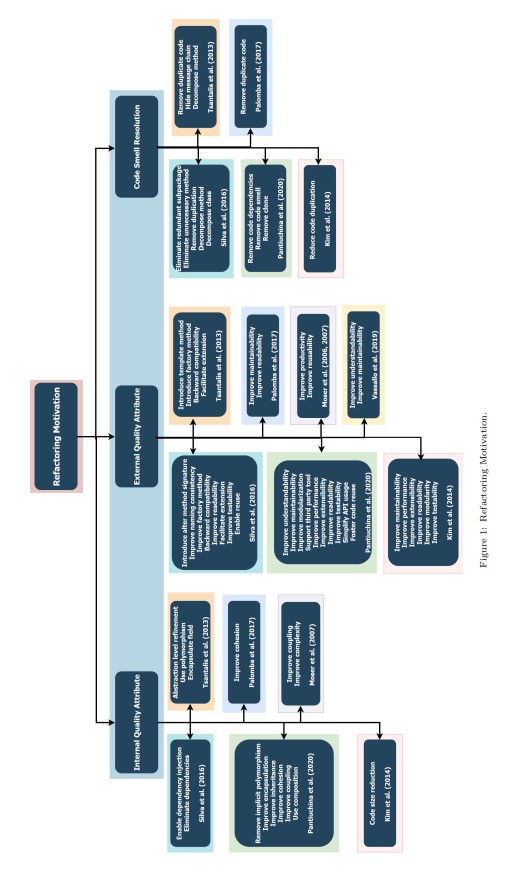 Refactoring Motivation
Internal Quality Attribute
External Quality Attribute
Code Smell Resolution
Enable dependency injection
Eliminate dependencies
Silva et al. (2016)
Abstraction level refinement
Use polymorphism
Encapsulate field
Tsantalis et al. (2013)
Remove implicit polymorphism
Improve encapsulation
Improve inheritance
Improve cohesion
Improve coupling
Use composition
Pantiuchina et al. (2020)
Improve cohesion
Palomba et al. (2017)
Improve coupling
Improve complexity
Moser et al. (2007)
Code size reduction
Kim et al. (2014)
Introduce alter method signature
Improve naming consistency
Improve factory method
Backward compatibility
Improve readability
Facilitate extension
Improve testability
Enable reuse
Silva et al. (2016)
Introduce template method
Introduce factory method
Backward compatibility
Facilitate extension
Tsantalis et al. (2013)
Improve maintainability
Improve readability
Palomba et al. (2017)
Improve understandability
Improve maintainability
Improve modularization
Support third party tool
Improve performance
Improve extensibility
Improve readability
Improve testability
Simplify API usage
Foster code reuse
Pantiuchina et al. (2020)
Improve productivity
Improve reusability
Moser et al. (2006, 2007)
Improve understandability
Improve maintainability
Vassallo et al. (2019)
Improve maintainability
Improve performance
Improve extensibility
Improve readability
Improve modularity
Improve testability
Kim et al. (2014)
Eliminate redundant subpackage
Eliminate unnecessary method
Remove duplication
Decompose method
Decompose class
Silva et al. (2016)
Remove duplicate code
Hide message chain
Decompose method
Tsantalis et al. (2013)
Remove code dependencies
Remove code smell
Remove clone
Pantiuchina et al. (2020)
Remove duplicate code
Palomba et al. (2017)
Reduce code duplication
Kim et al. (2014)
Figure 1: Refactoring Motivation.